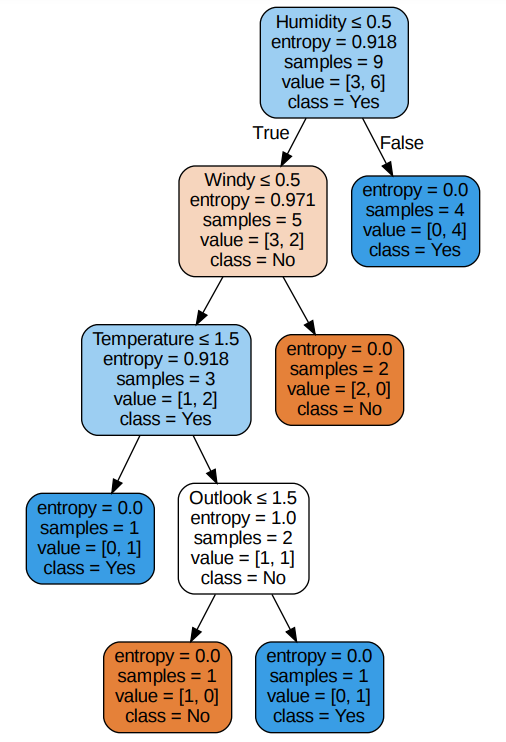 Humidity ≤ 0.5
entropy = 0.918
samples = 9
value = [3, 6]
class = Yes
True
False
Windy ≤ 0.5
entropy = 0.971
samples = 5
value = [3, 2]
class = No
entropy = 0.0
samples = 4
value = [0, 4]
class = Yes
Temperature ≤ 1.5
entropy = 0.918
samples = 3
value = [1, 2]
class = Yes
entropy = 0.0
samples = 2
value = [2, 0]
class = No
entropy = 0.0
samples = 1
value = [0, 1]
class = Yes
Outlook ≤ 1.5
entropy = 1.0
samples = 2
value = [1, 1]
class = No
entropy = 0.0
samples = 1
value = [1, 0]
class = No
entropy = 0.0
samples = 1
value = [0, 1]
class = Yes